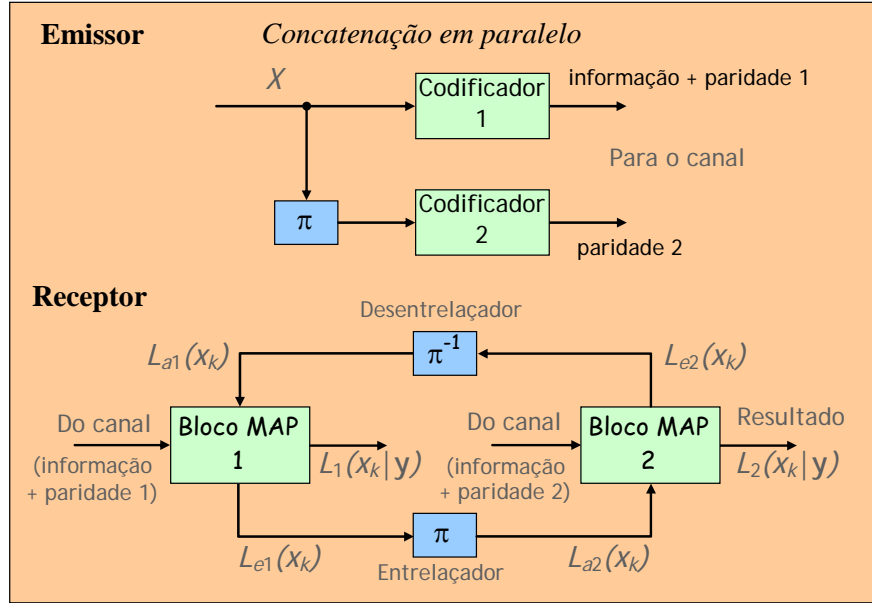 Emissor
Concatenação em paralelo
X
Codificador
1
informação + paridade 1
Para o canal
π
Codificador
2
paridade 2
Receptor
Desentrelaçador
π⁻¹
Lₐ₁(xₖ)
Lₑ₂(xₖ)
Do canal
(informação
+ paridade 1)
Bloco MAP
1
L₁(xₖ|y)
Do canal
(informação
+ paridade 2)
Bloco MAP
2
Resultado
L₂(xₖ|y)
Lₑ₁(xₖ)
π
Entrelaçador
Lₐ₂(xₖ)